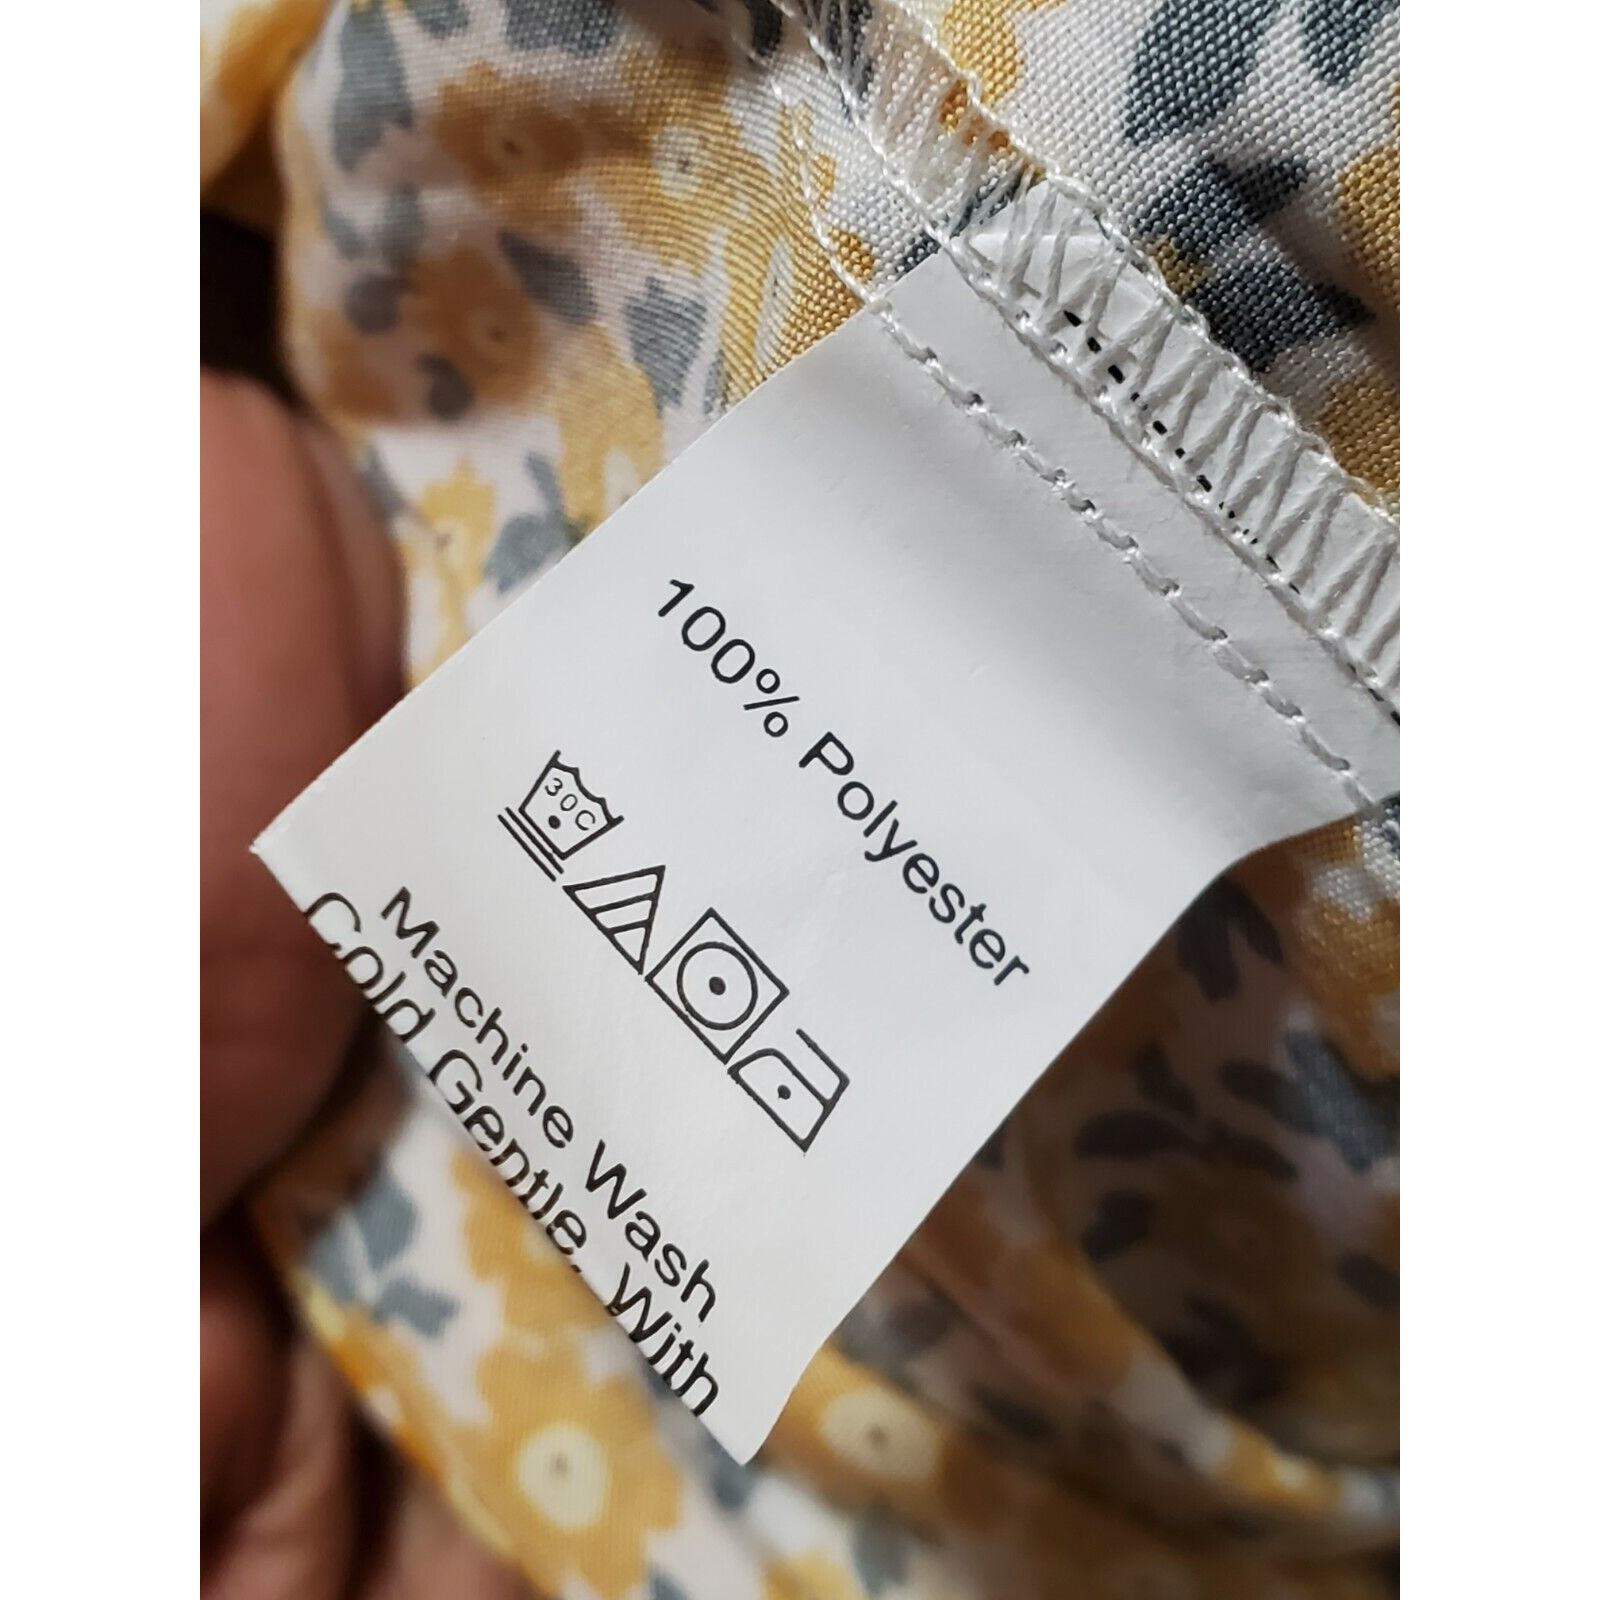 100% Polyester
30C
Machine Wash
Cold Gentle, With